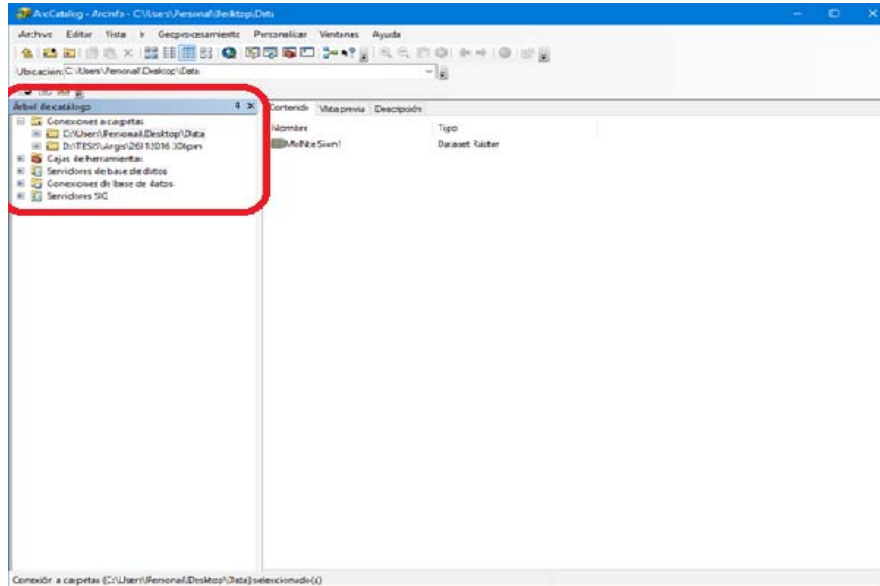 ArcCatalog - ArcInfo - C:\Users\Personal\Desktop\Data
Archivo Editar Vista Ir Geoprocesamiento Personalizar Ventanas Ayuda
Ubicación: C:\Users\Personal\Desktop\Data
Árbol de catálogo
Conexiones a carpetas
C:\Users\Personal\Desktop\Data
Cajas de herramientas
Servidores de base de datos
Conexiones de base de datos
Servidores SIG
Contenido Vista previa Descripción
Nombre Tipo
Dataset Ráster
Conexión a carpetas (C:\Users\Personal\Desktop\Data) seleccionado(a)